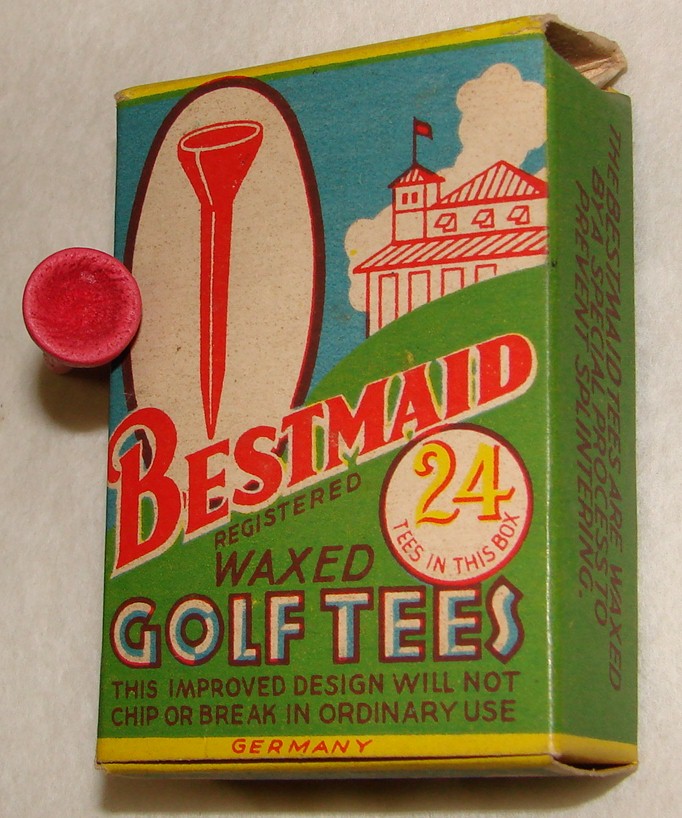 BESTMAID
REGISTERED
24
TEES IN THIS BOX
WAXED
GOLF TEES
THIS IMPROVED DESIGN WILL NOT
CHIP OR BREAK IN ORDINARY USE
GERMANY
THE BESTMAID TEES ARE WAXED
BY A SPECIAL PROCESS TO
PREVENT SPLINTERING.